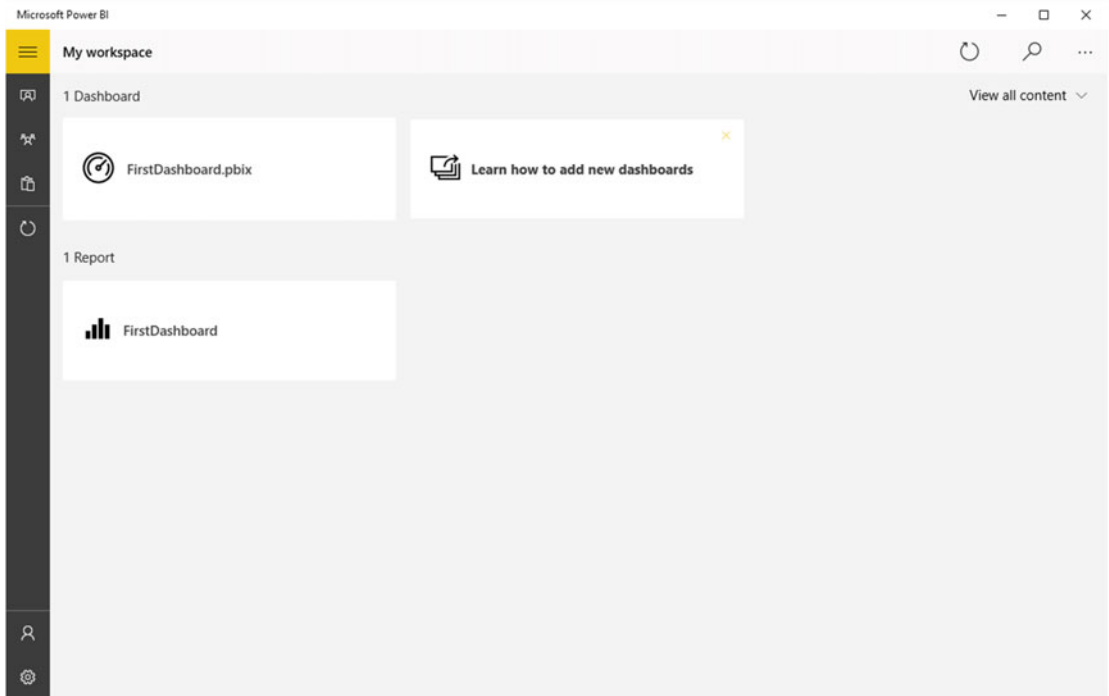 Microsoft Power BI
My workspace
1 Dashboard
View all content
FirstDashboard.pbix
Learn how to add new dashboards
1 Report
FirstDashboard